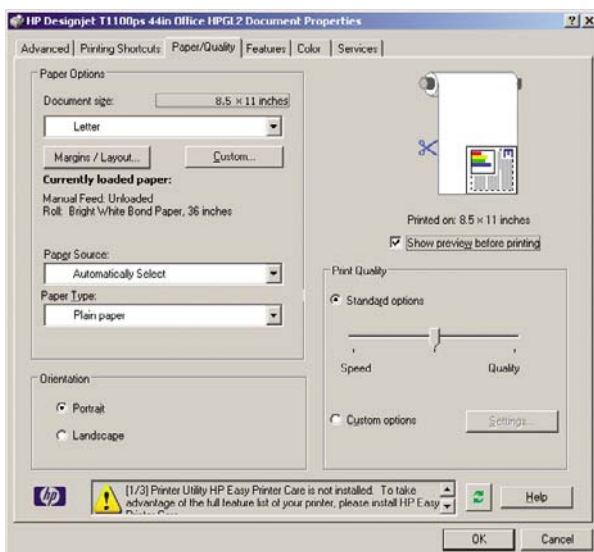 HP Designjet T1100ps 44in Office HPGL2 Document Properties
Advanced
Printing Shortcuts
Paper/Quality
Features
Color
Services
Paper Options
Document size:
8.5 × 11 inches
Letter
Margins / Layout...
Custom...
Currently loaded paper:
Manual Feed: Unloaded
Roll: Bright White Bond Paper, 36 inches
Paper Source:
Automatically Select
Paper Type:
Plain paper
Orientation
Portrait
Landscape
Printed on: 8.5 × 11 inches
Show preview before printing
Print Quality
Standard options
Speed
Quality
Custom options
Settings...
hp
[1/3] Printer Utility HP Easy Printer Care is not installed. To take
advantage of the full feature list of your printer, please install HP Easy
Printer Care
Help
OK
Cancel